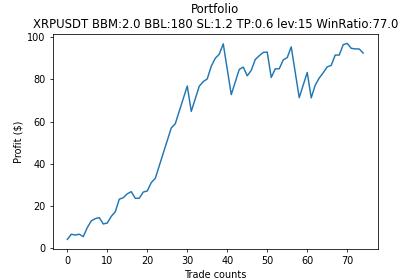 Portfolio
XRPUSDT BBM:2.0 BBL:180 SL:1.2 TP:0.6 lev:15 WinRatio:77.0
100
80
60
40
20
0
Profit ($)
0 10 20 30 40 50 60 70
Trade counts